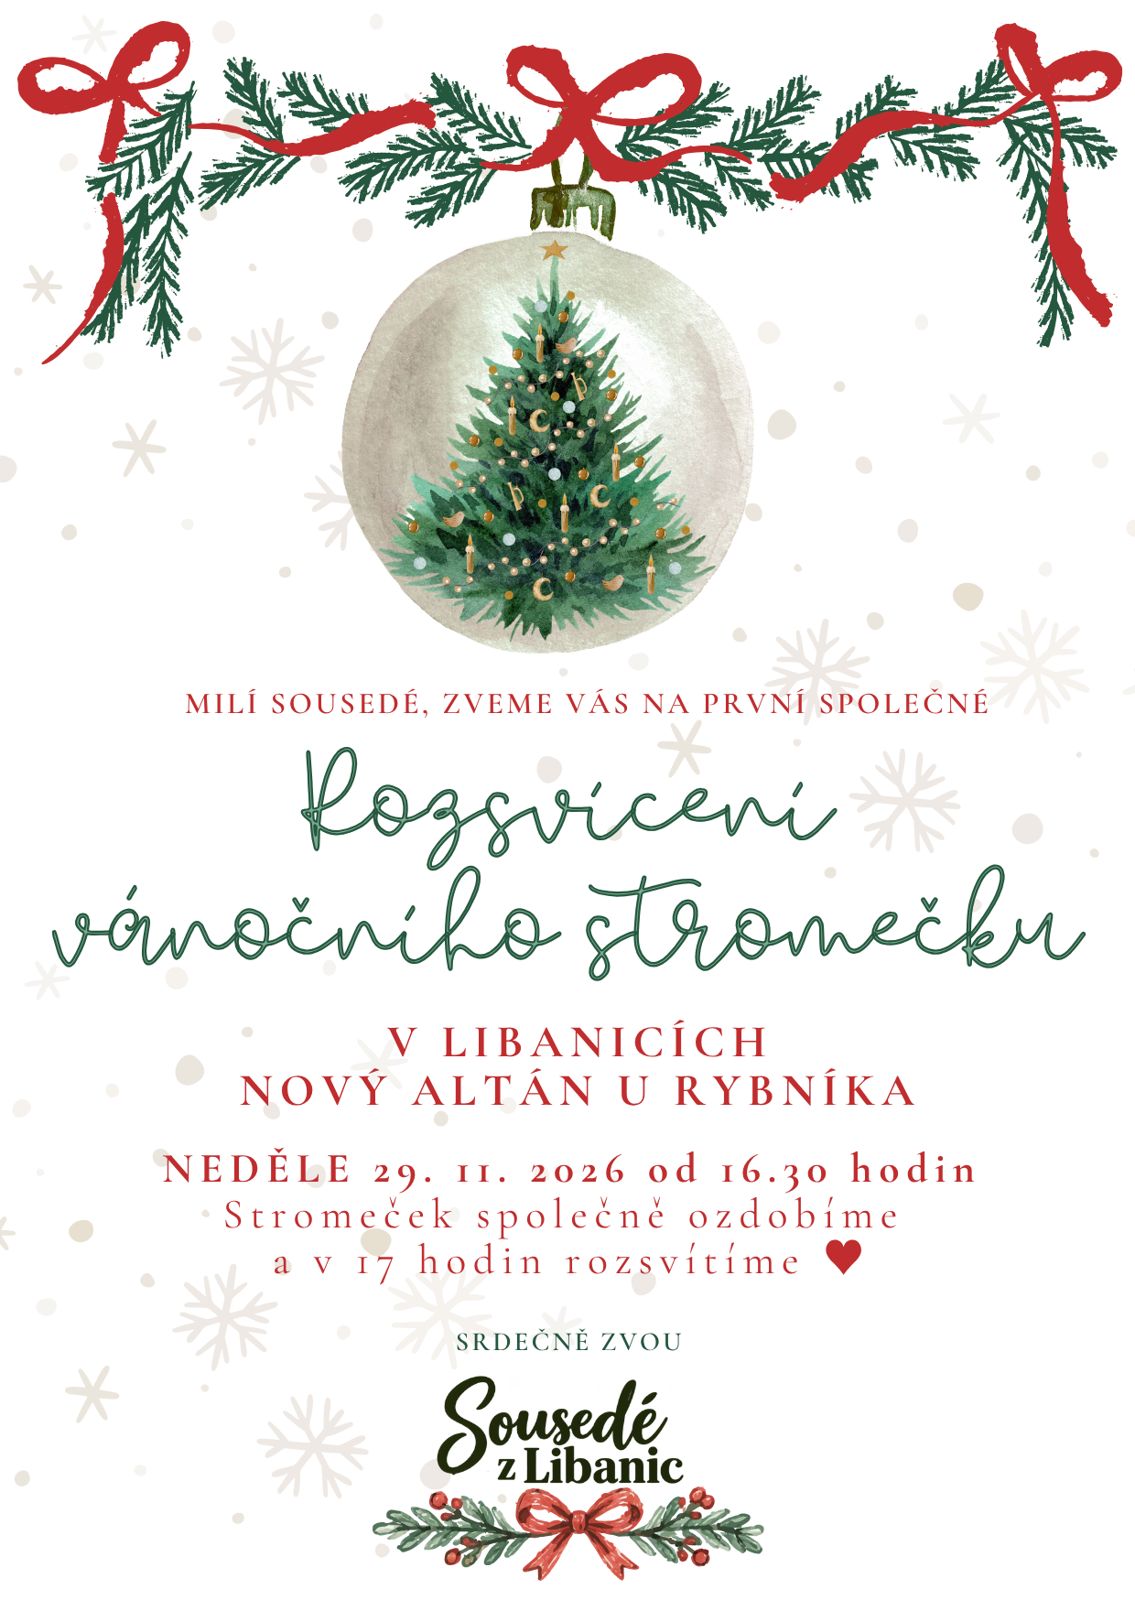 MILÍ SOUSEDÉ, ZVEME VÁS NA PRVNÍ SPOLEČNÉ
Rozsvícení
vánočního stromečku
V LIBANICÍCH
NOVÝ ALTÁN U RYBNÍKA
NEDĚLE 29. 11. 2026 od 16.30 hodin
Stromeček společně ozdobíme
a v 17 hodin rozsvítíme ♥
SRDEČNĚ ZVOU
Sousedé
z Libanic